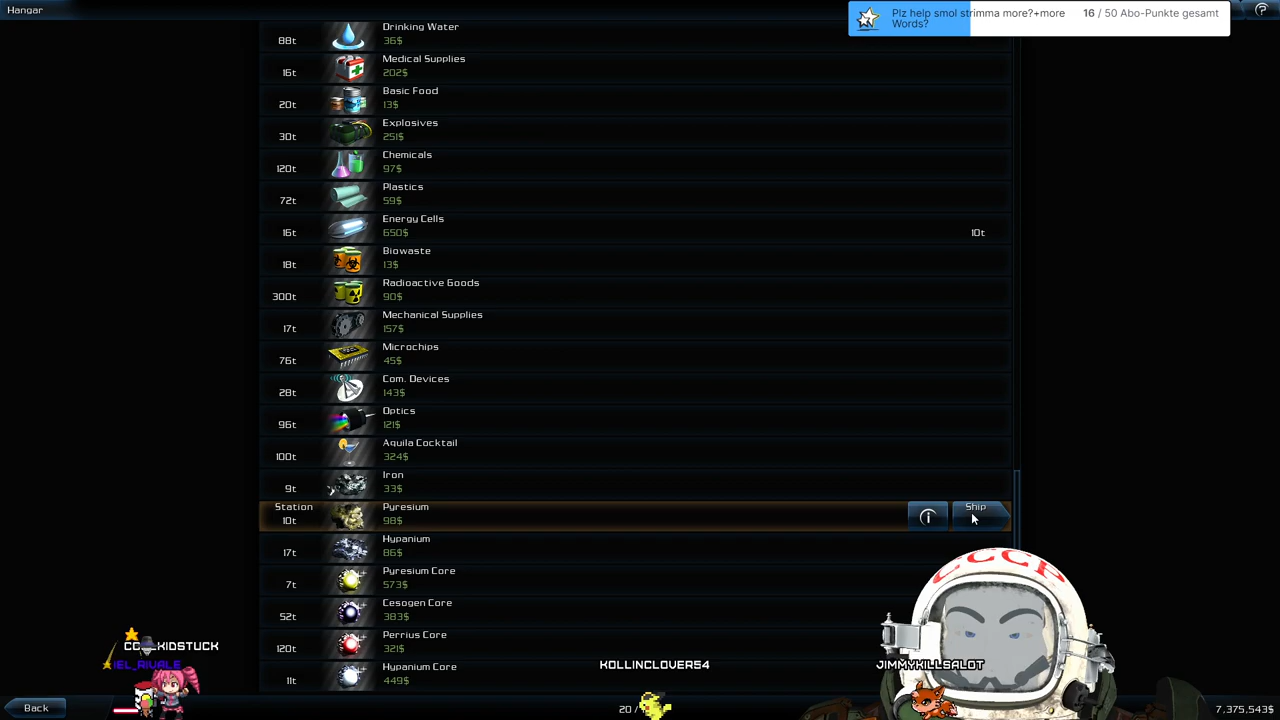 Hangar
Plz help smol strimma more?+more
Words?
16 / 50 Abo-Punkte gesamt
?
Drinking Water
88t
36$
Medical Supplies
16t
202$
Basic Food
20t
13$
Explosives
30t
251$
Chemicals
120t
97$
Plastics
72t
59$
Energy Cells
16t
650$
10t
Biowaste
18t
13$
Radioactive Goods
300t
90$
Mechanical Supplies
17t
157$
Microchips
76t
45$
Com. Devices
28t
143$
Optics
96t
121$
Aquila Cocktail
100t
324$
Iron
9t
33$
Station
Pyresium
Ship
10t
98$
i
Hypanium
17t
86$
Pyresium Core
7t
573$
Cesogen Core
52t
383$
Perrius Core
120t
321$
Hypanium Core
11t
449$
CCCP
KIDSTUCK
IEL_RIVALE
KOLLINCLOVER54
JIMMYKILLSALOT
Back
20 /
7,375,543$